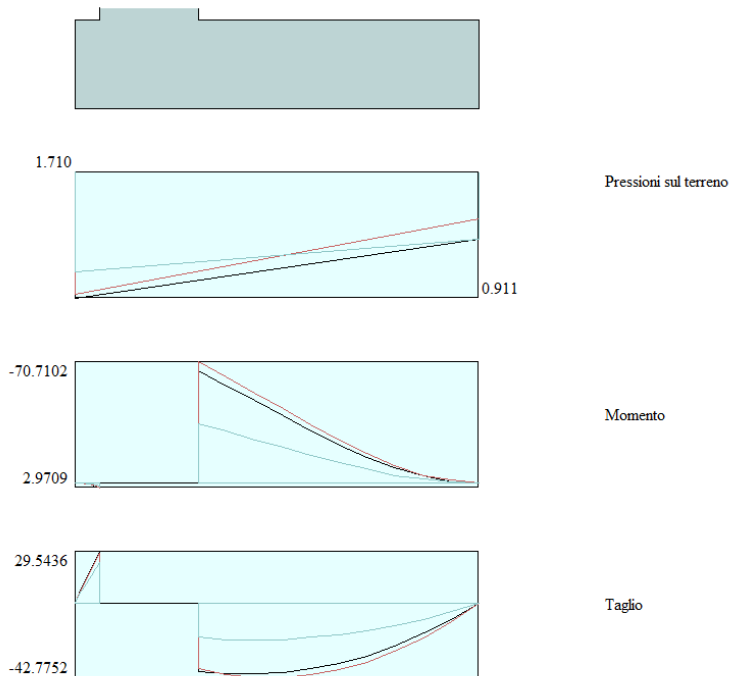 1.710
Pressioni sul terreno
0.911
-70.7102
Momento
2.9709
29.5436
Taglio
-42.7752